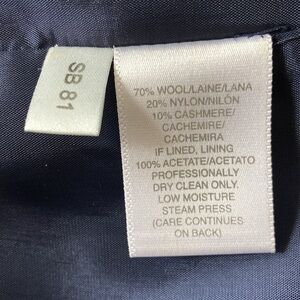 SB 81
70% WOOL/LAINE/LANA
20% NYLON/NILÓN
10% CASHMERE/
CACHEMIRE/
CACHEMIRA
IF LINED, LINING
100% ACETATE/ACETATO
PROFESSIONALLY
DRY CLEAN ONLY.
LOW MOISTURE
STEAM PRESS
(CARE CONTINUES
ON BACK)